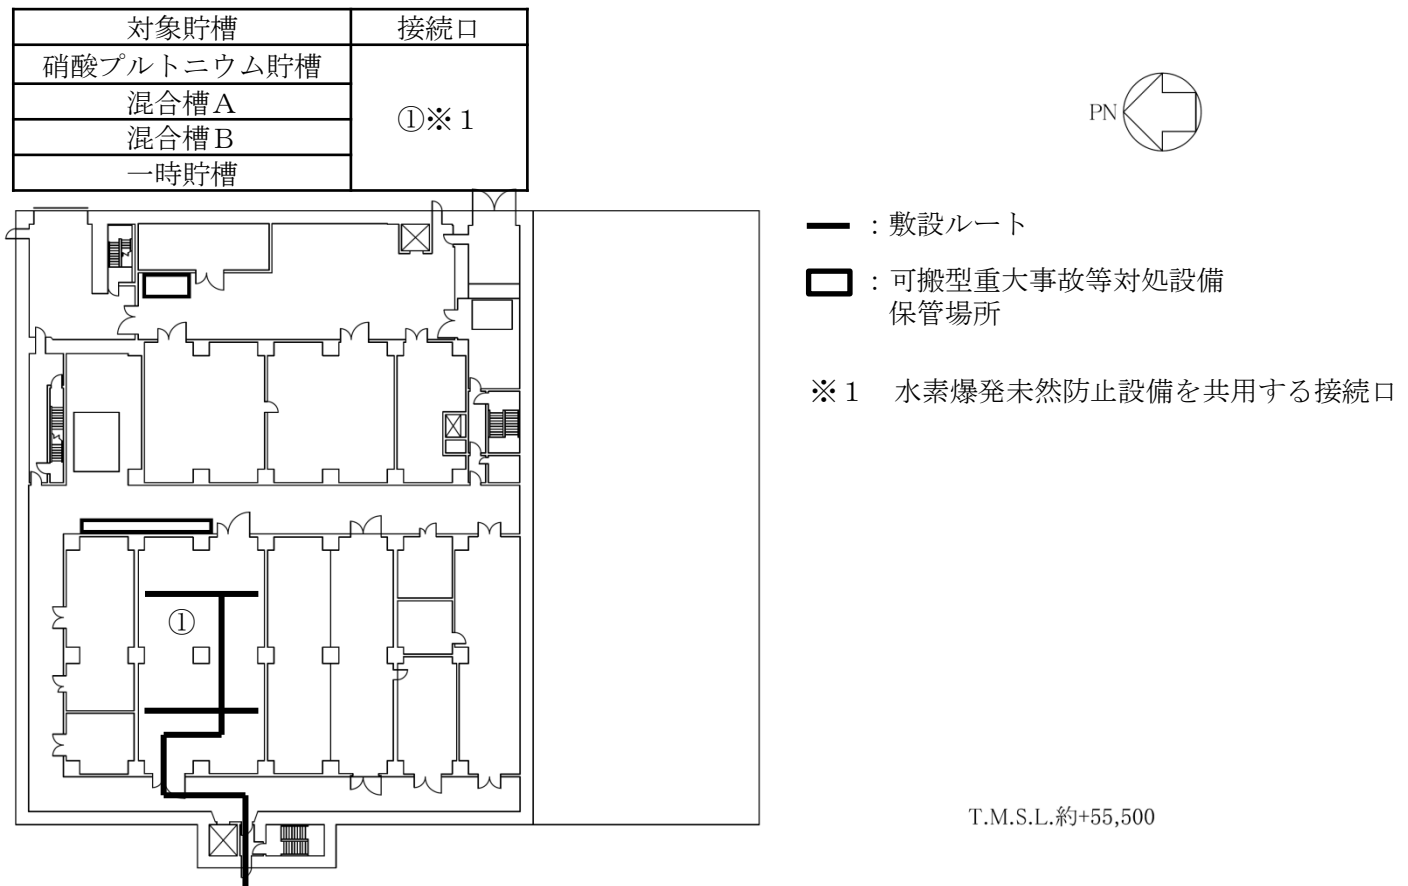 対象貯槽 接続口
硝酸プルトニウム貯槽
混合槽A
混合槽B
一時貯槽
①※1
PN
：敷設ルート
：可搬型重大事故等対処設備
保管場所
※1 水素爆発未然防止設備を共用する接続口
①
T.M.S.L.約+55,500